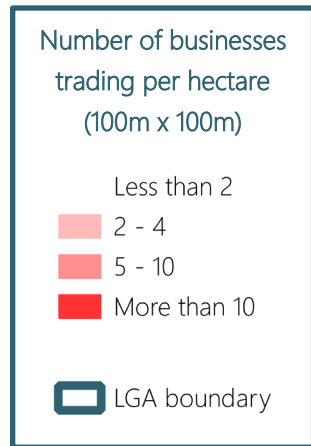 Number of businesses
trading per hectare
(100m x 100m)
Less than 2
2 - 4
5 - 10
More than 10
LGA boundary